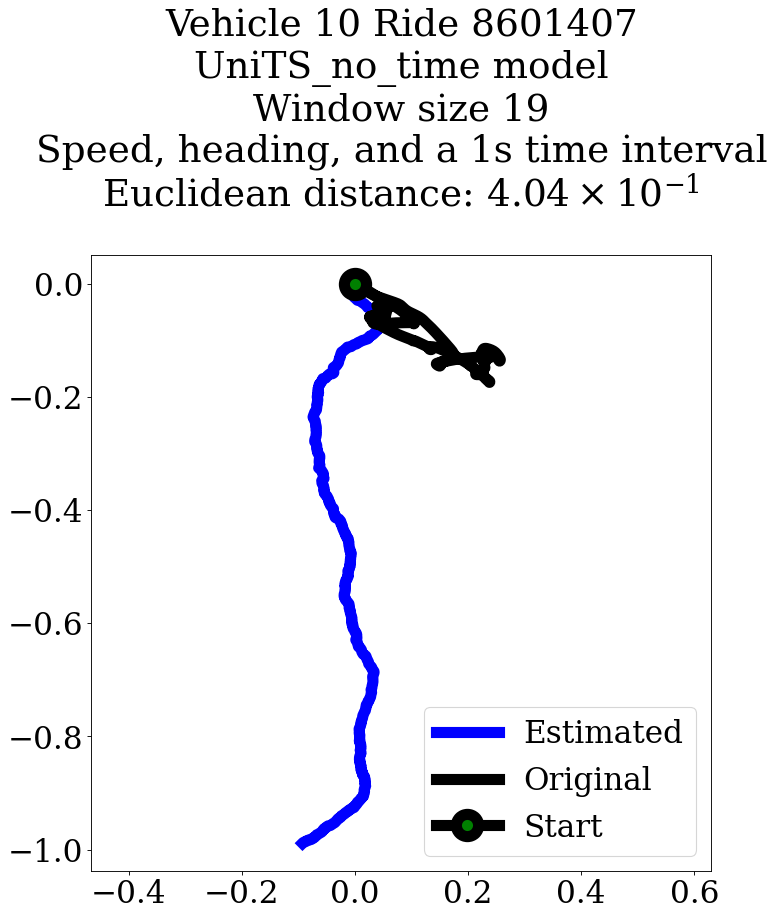 Vehicle 10 Ride 8601407
UniTS_no_time model
Window size 19
Speed, heading, and a 1s time interval
Euclidean distance: 4.04 × 10⁻¹
0.0
−0.2
−0.4
−0.6
−0.8
−1.0
Estimated
Original
Start
−0.4 −0.2 0.0 0.2 0.4 0.6